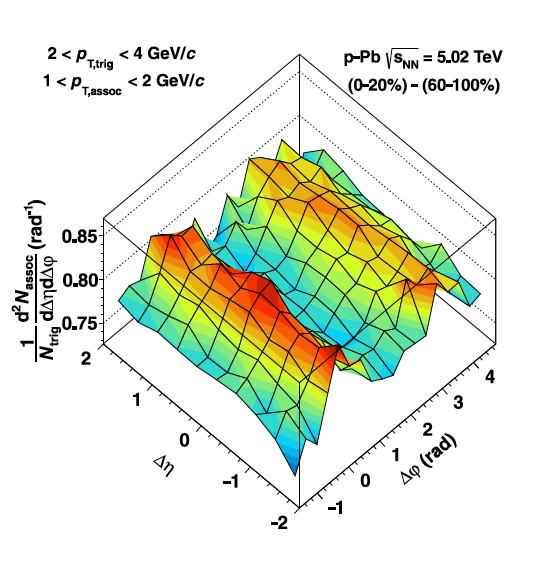 2 < p_T,trig < 4 GeV/c
1 < p_T,assoc < 2 GeV/c
p-Pb √s_NN = 5.02 TeV
(0-20%) - (60-100%)
1/N_trig d²N_assoc/dΔηdΔφ (rad⁻¹)
0.85
0.80
0.75
2
1
0
-1
-2
Δη
-1
0
1
2
3
4
Δφ (rad)